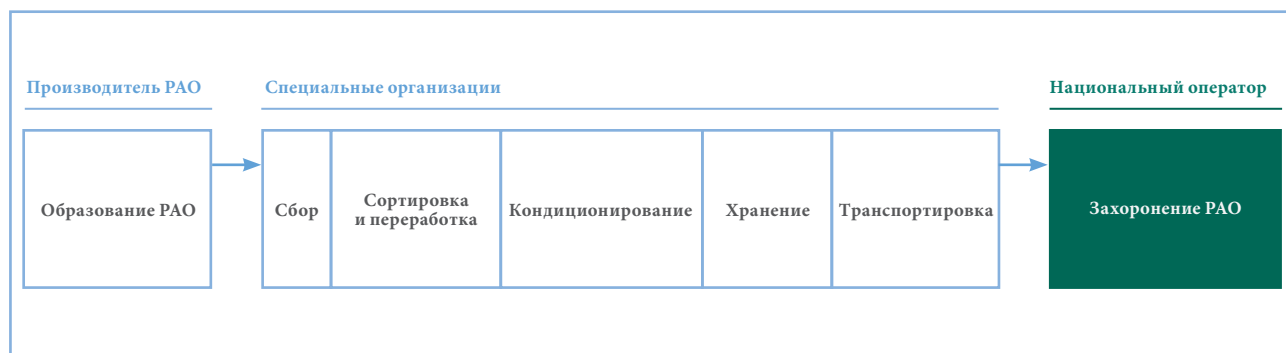 Производитель РАО
Специальные организации
Национальный оператор
Образование РАО
Сбор
Сортировка
и переработка
Кондиционирование
Хранение
Транспортировка
Захоронение РАО